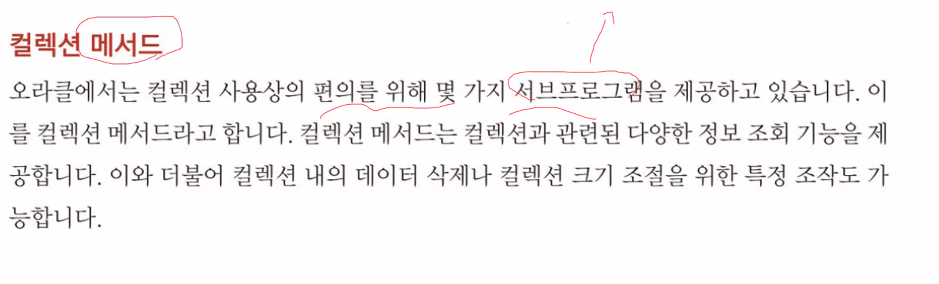 컬렉션 메서드
오라클에서는 컬렉션 사용상의 편의를 위해 몇 가지 서브프로그램을 제공하고 있습니다. 이
를 컬렉션 메서드라고 합니다. 컬렉션 메서드는 컬렉션과 관련된 다양한 정보 조회 기능을 제
공합니다. 이와 더불어 컬렉션 내의 데이터 삭제나 컬렉션 크기 조절을 위한 특정 조작도 가
능합니다.